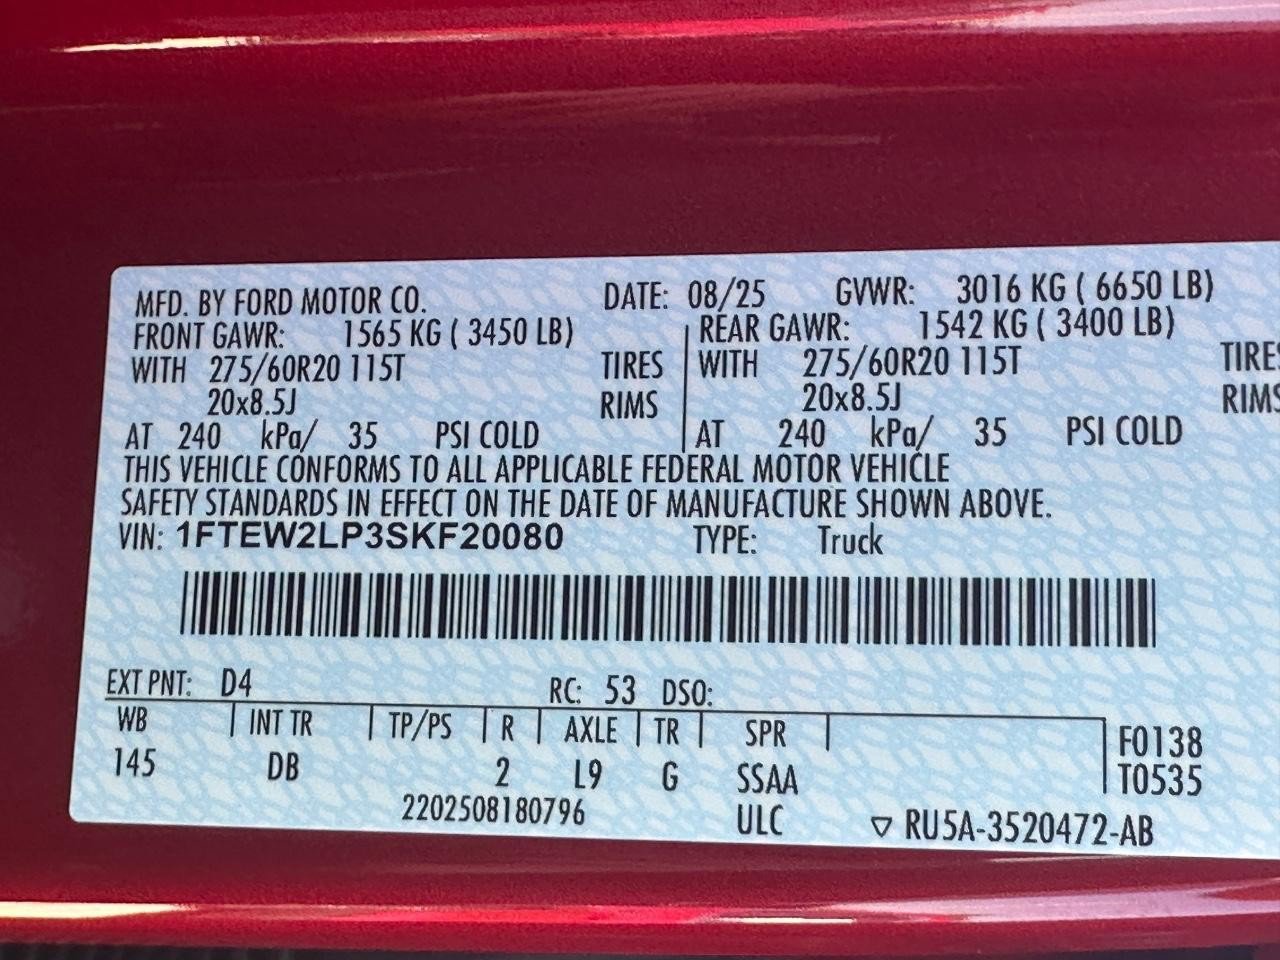 MFD. BY FORD MOTOR CO. DATE: 08/25 GVWR: 3016 KG ( 6650 LB)
FRONT GAWR: 1565 KG ( 3450 LB) REAR GAWR: 1542 KG ( 3400 LB)
WITH 275/60R20 115T TIRES WITH 275/60R20 115T TIRES
20x8.5J RIMS 20x8.5J RIMS
AT 240 kPa/ 35 PSI COLD AT 240 kPa/ 35 PSI COLD
THIS VEHICLE CONFORMS TO ALL APPLICABLE FEDERAL MOTOR VEHICLE
SAFETY STANDARDS IN EFFECT ON THE DATE OF MANUFACTURE SHOWN ABOVE.
VIN: 1FTEW2LP3SKF20080 TYPE: Truck
EXT PNT: D4 RC: 53 DSO:
WB INT TR TP/PS R AXLE TR SPR F0138
145 DB 2 L9 G SSAA T0535
2202508180796 ULC RU5A-3520472-AB